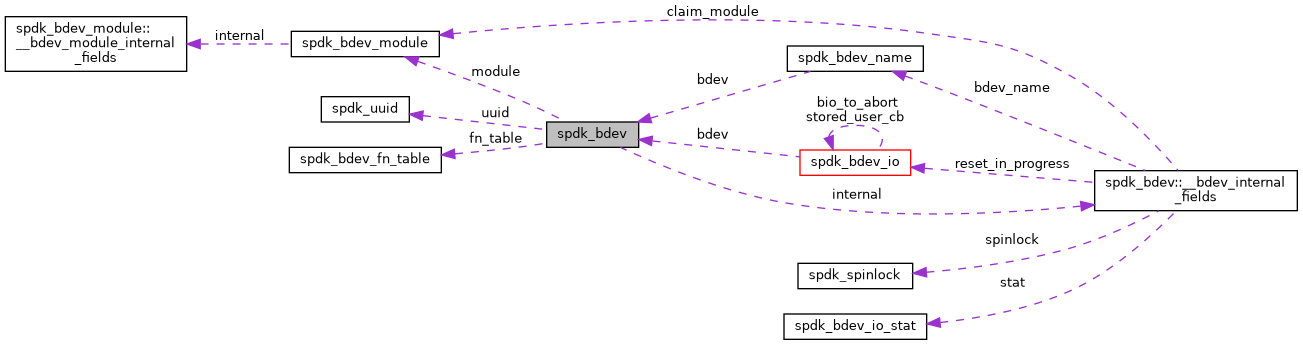 claim_module
spdk_bdev_module::
__bdev_module_internal
_fields
internal
spdk_bdev_module
spdk_bdev_name
module
bdev
bdev_name
spdk_uuid
uuid
bio_to_abort
stored_user_cb
spdk_bdev
fn_table
bdev
spdk_bdev_fn_table
spdk_bdev_io
reset_in_progress
spdk_bdev::__bdev_internal
_fields
internal
spinlock
spdk_spinlock
stat
spdk_bdev_io_stat